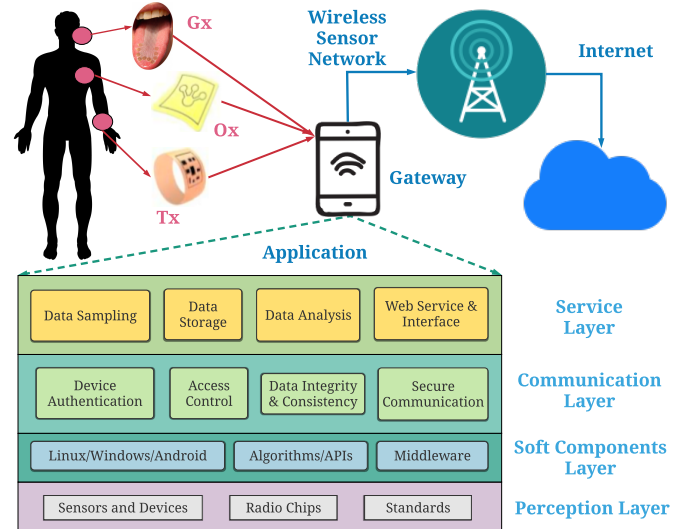 Gx
Wireless
Sensor
Network
Internet
Ox
Gateway
Tx
Application
Data Sampling
Data
Storage
Data Analysis
Web Service &
Interface
Service
Layer
Device
Authentication
Access
Control
Data Integrity
& Consistency
Secure
Communication
Communication
Layer
Linux/Windows/Android
Algorithms/APIs
Middleware
Soft Components
Layer
Sensors and Devices
Radio Chips
Standards
Perception Layer